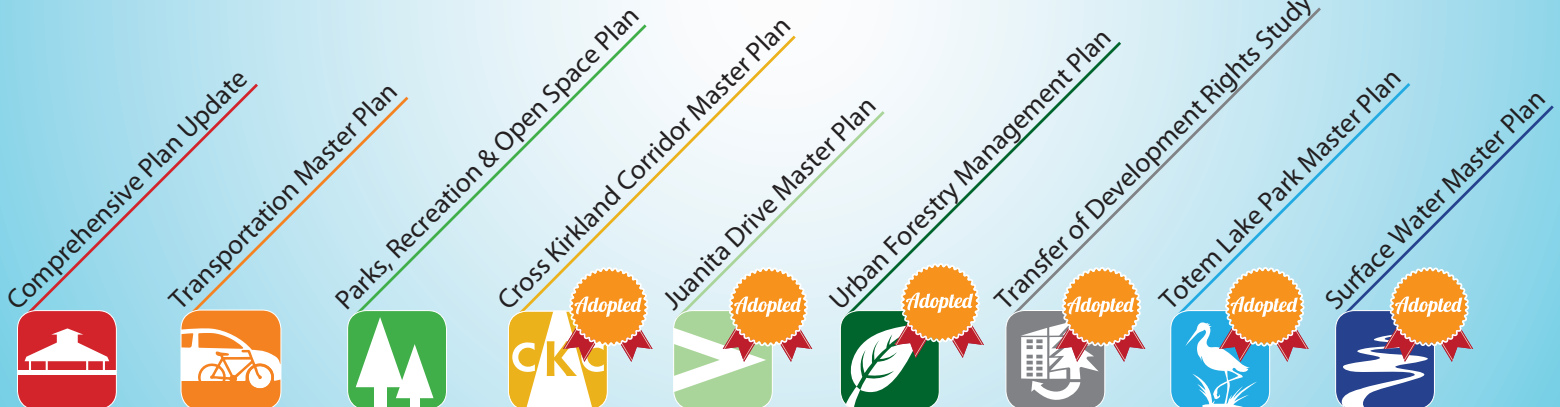 Comprehensive Plan Update
Transportation Master Plan
Parks, Recreation & Open Space Plan
Cross Kirkland Corridor Master Plan
Juanita Drive Master Plan
Urban Forestry Management Plan
Transfer of Development Rights Study
Totem Lake Park Master Plan
Surface Water Master Plan
CKC
Adopted
Adopted
Adopted
Adopted
Adopted
Adopted